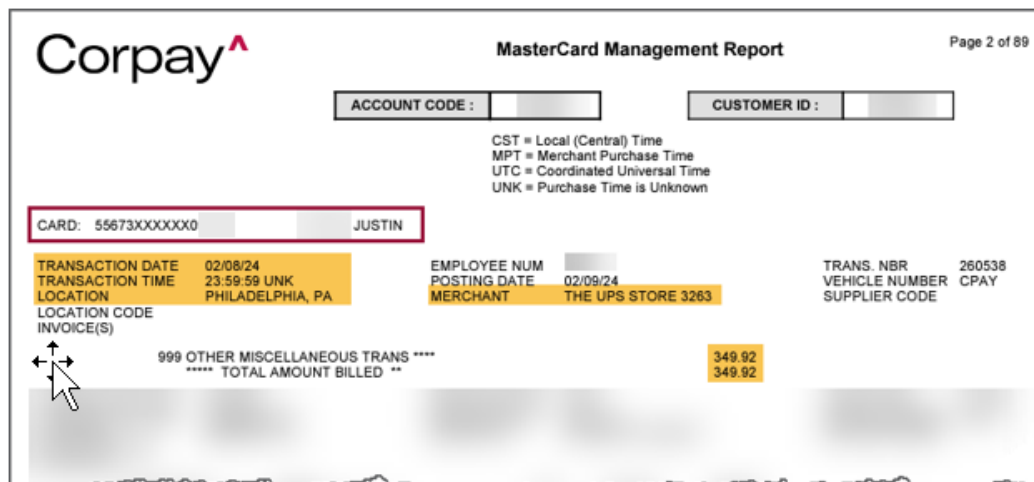 Corpay^
MasterCard Management Report
Page 2 of 89
ACCOUNT CODE :
CUSTOMER ID :
CST = Local (Central) Time
MPT = Merchant Purchase Time
UTC = Coordinated Universal Time
UNK = Purchase Time is Unknown
CARD: 55673XXXXXX0 JUSTIN
TRANSACTION DATE 02/08/24 EMPLOYEE NUM TRANS. NBR 260538
TRANSACTION TIME 23:59:59 UNK POSTING DATE 02/09/24 VEHICLE NUMBER CPAY
LOCATION PHILADELPHIA, PA MERCHANT THE UPS STORE 3263 SUPPLIER CODE
LOCATION CODE
INVOICE(S)
999 OTHER MISCELLANEOUS TRANS **** 349.92
***** TOTAL AMOUNT BILLED ** 349.92